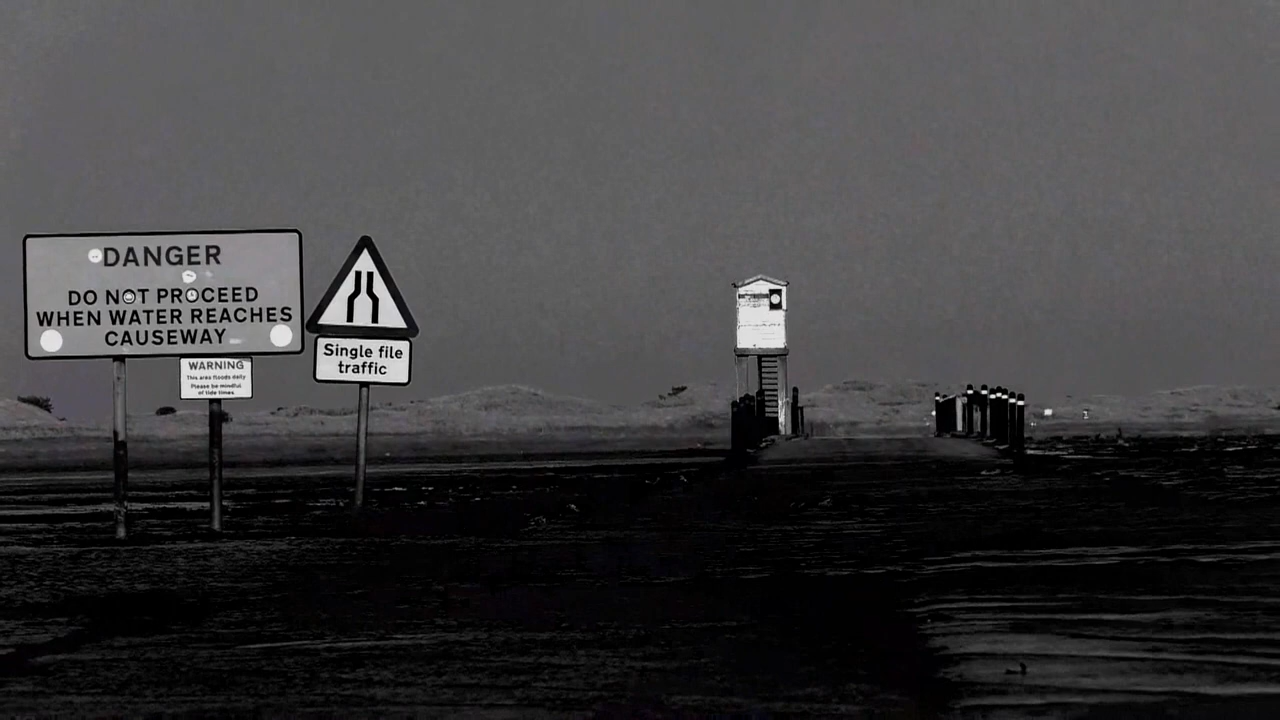 DANGER
DO NOT PROCEED
WHEN WATER REACHES
CAUSEWAY
WARNING
This area floods daily
Please be mindful
of tide times
Single file
traffic